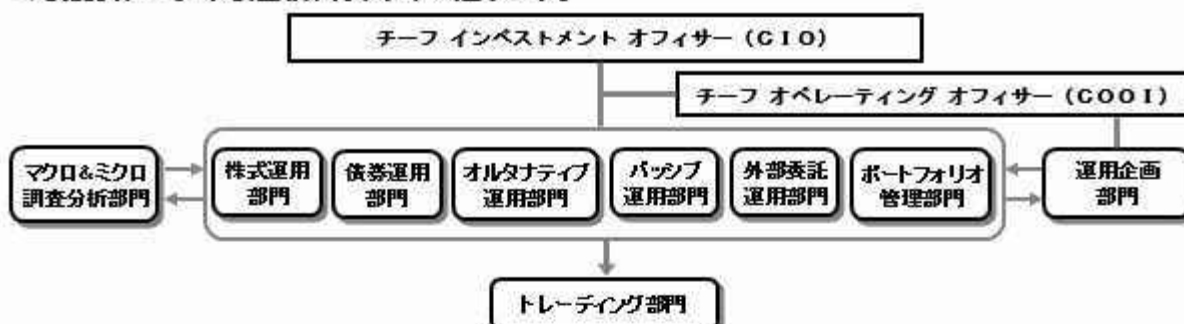 チーフ インベストメント オフィサー（CIO）
チーフ オペレーティング オフィサー（COOI）
マクロ&ミクロ
調査分析部門
株式運用
部門
債券運用
部門
オルタナティブ
運用部門
パッシブ
運用部門
外部委託
運用部門
ポートフォリオ
管理部門
運用企画
部門
トレーディング部門